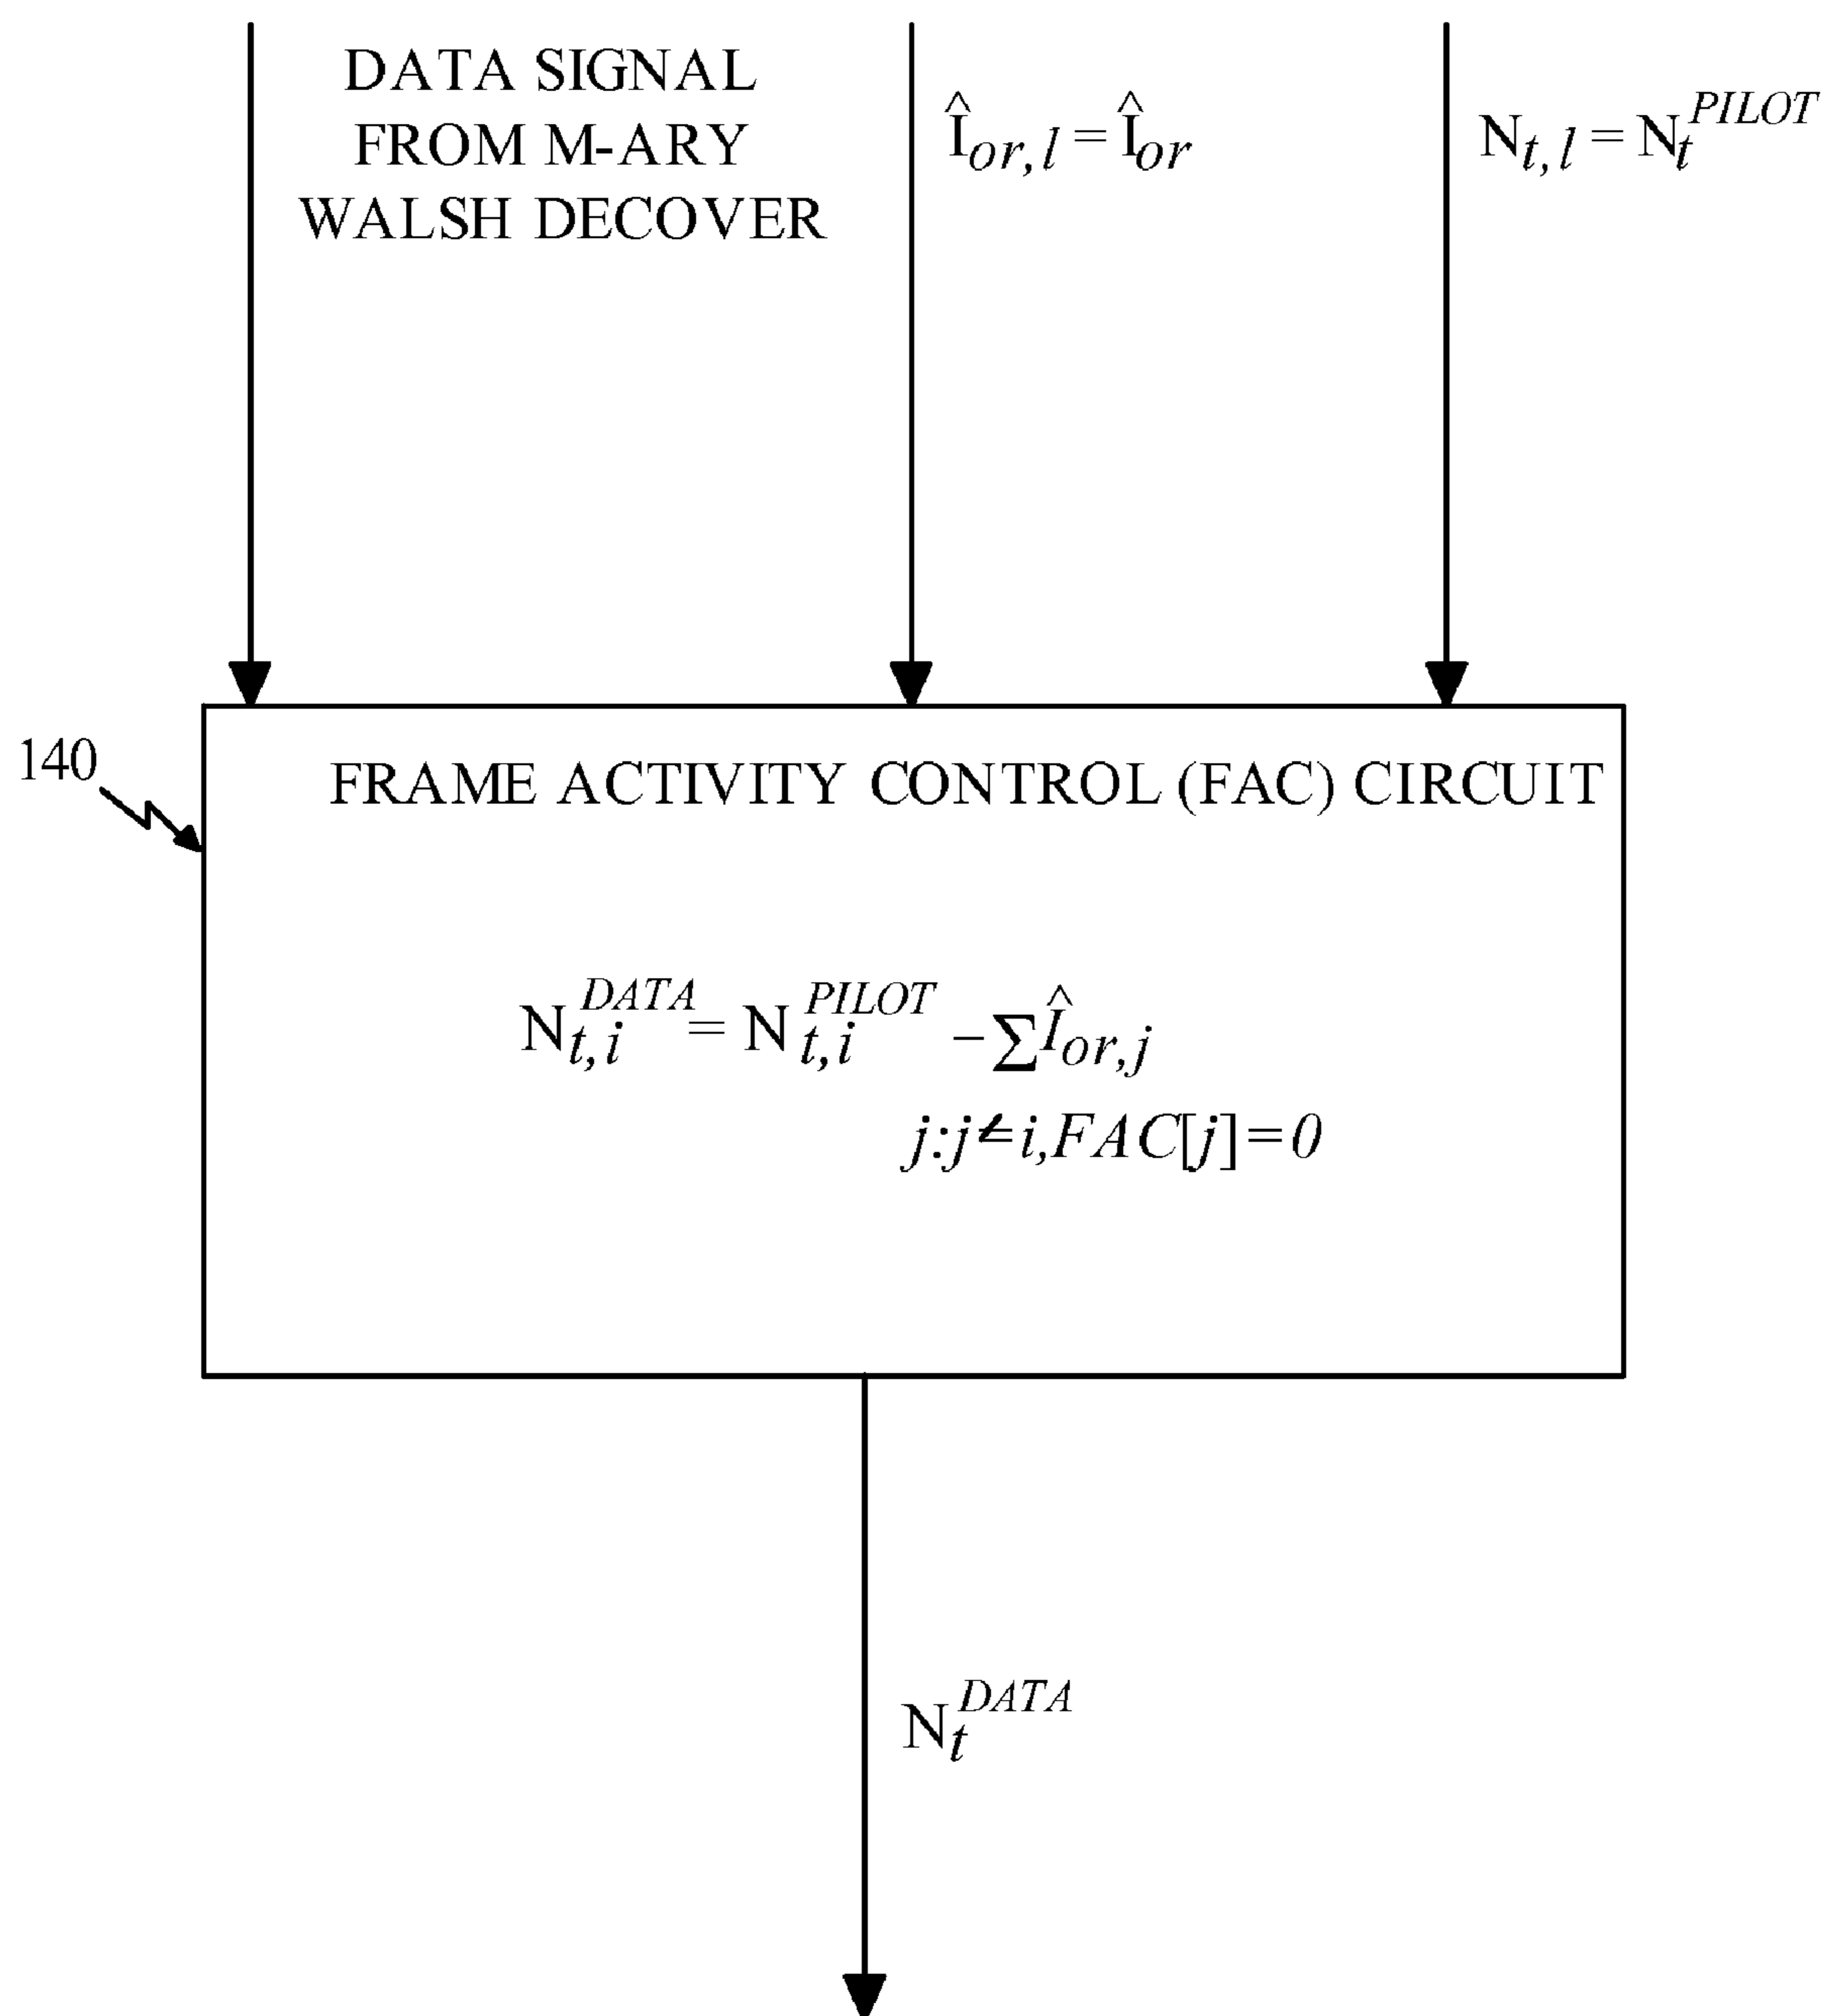 DATA SIGNAL
FROM M-ARY
WALSH DECOVER
Î_{or, l} = Î_{or}
N_{t, l} = N_t^{PILOT}
140
FRAME ACTIVITY CONTROL (FAC) CIRCUIT
N_{t,i}^{DATA} = N_{t,i}^{PILOT} – ∑ Î_{or,j}
j:j≠i,FAC[j]=0
N_t^{DATA}